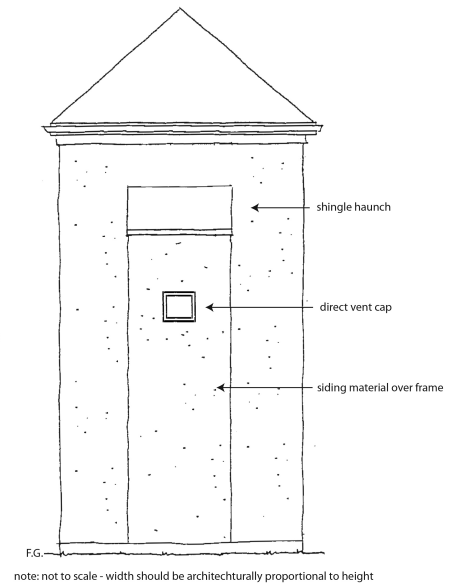 shingle haunch
direct vent cap
siding material over frame
F.G.
note: not to scale - width should be architechturally proportional to height